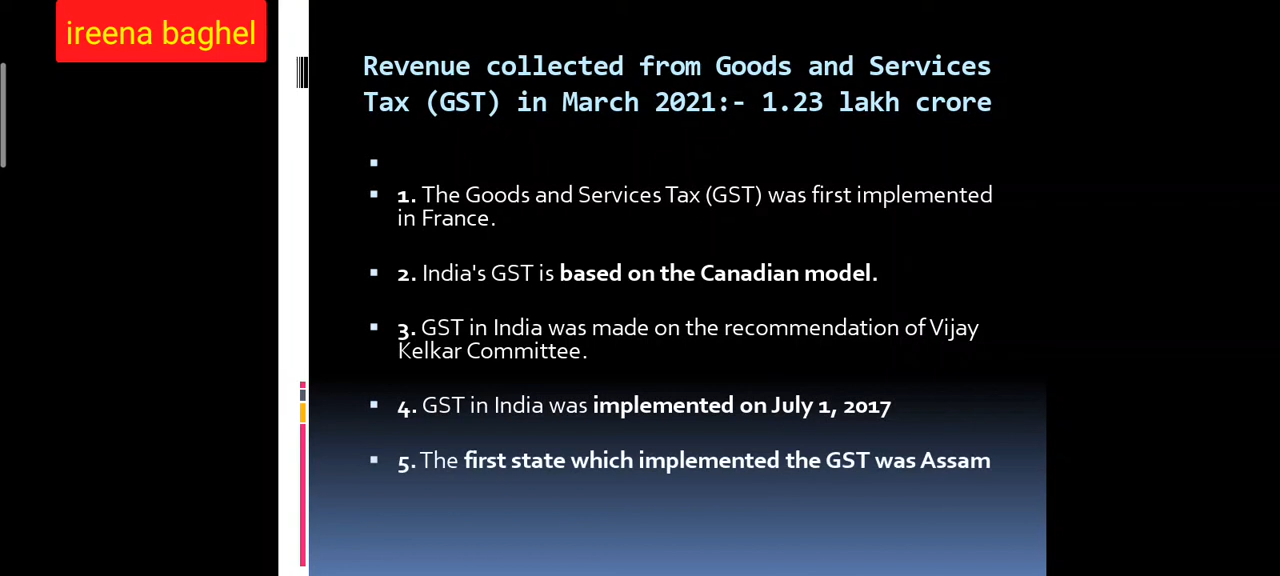 ireena baghel
Revenue collected from Goods and Services
Tax (GST) in March 2021:- 1.23 lakh crore
1. The Goods and Services Tax (GST) was first implemented
in France.
2. India's GST is based on the Canadian model.
3. GST in India was made on the recommendation of Vijay
Kelkar Committee.
4. GST in India was implemented on July 1, 2017
5. The first state which implemented the GST was Assam